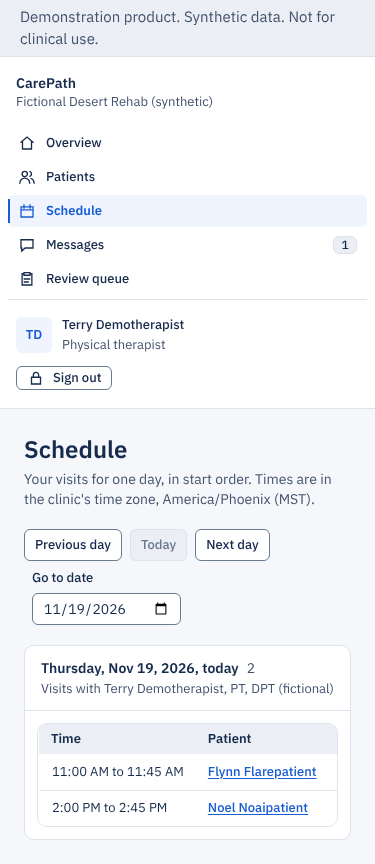 Demonstration product. Synthetic data. Not for
clinical use.
CarePath
Fictional Desert Rehab (synthetic)
Overview
Patients
Schedule
Messages 1
Review queue
TD
Terry Demotherapist
Physical therapist
Sign out
Schedule
Your visits for one day, in start order. Times are in
the clinic's time zone, America/Phoenix (MST).
Previous day Today Next day
Go to date
11/19/2026
Thursday, Nov 19, 2026, today 2
Visits with Terry Demotherapist, PT, DPT (fictional)
Time Patient
11:00 AM to 11:45 AM Flynn Flarepatient
2:00 PM to 2:45 PM Noel Noaipatient